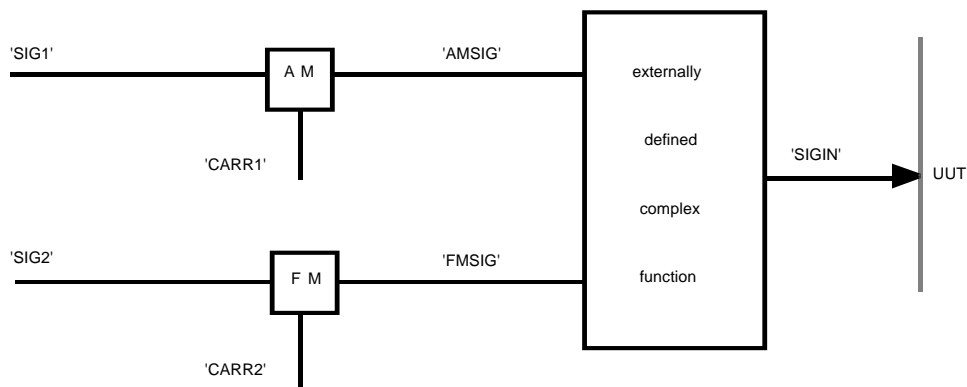 'SIG1'
A M
'AMSIG'
externally
defined
'CARR1'
'SIGIN'
UUT
complex
'SIG2'
F M
'FMSIG'
function
'CARR2'